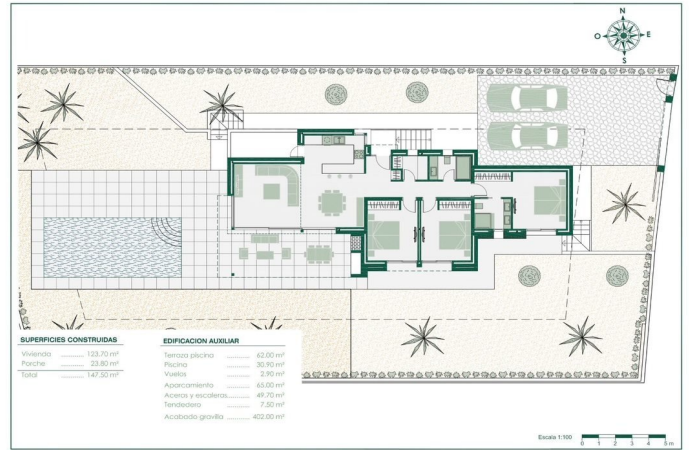 N
O E
S
SUPERFICIES CONSTRUIDAS
Vivienda ............ 123,70 m²
Porche ............ 23,80 m²
Total ............ 147,50 m²
EDIFICACION AUXILIAR
Terraza piscina ............ 62.00 m²
Piscina ............ 30,90 m²
Vuelos ............ 2.90 m²
Aparcamiento ............ 65,00 m²
Aceras y escaleras ............ 49,70 m²
Tendedero ............ 7.50 m²
Acabado gravilla ............ 402.00 m²
Escala 1:100
0 1 2 3 4 5 m